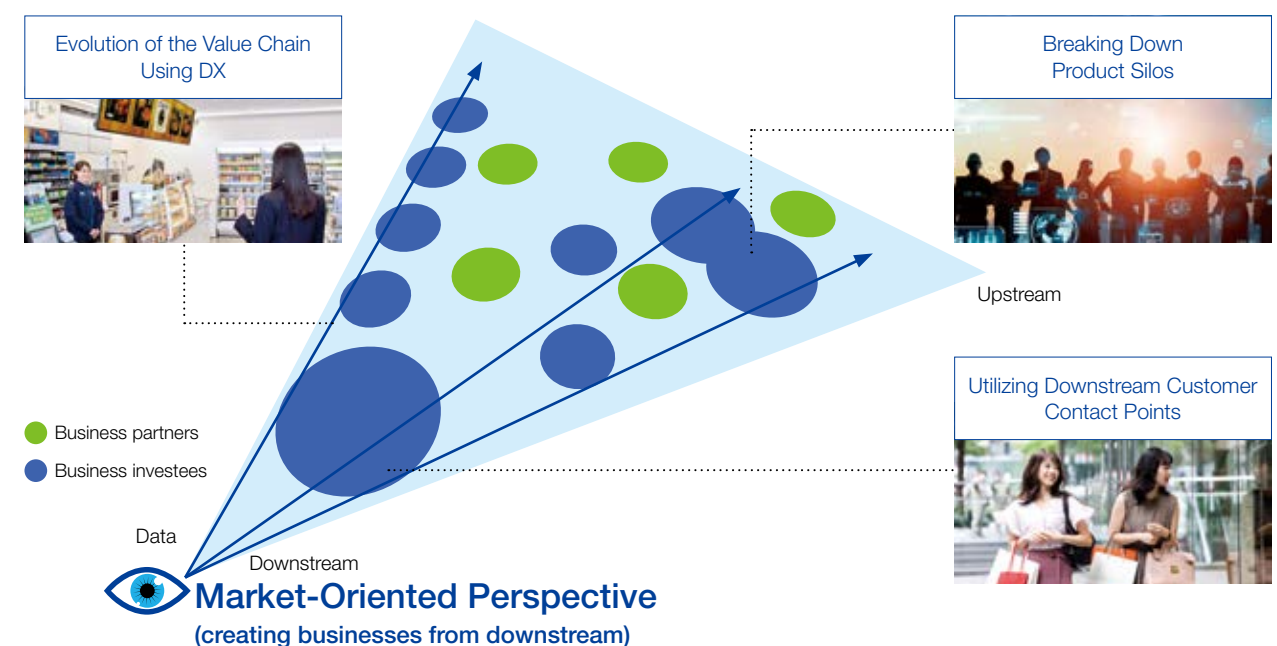 Evolution of the Value Chain
Using DX
Breaking Down
Product Silos
Upstream
Utilizing Downstream Customer
Contact Points
Business partners
Business investees
Data
Downstream
Market-Oriented Perspective
(creating businesses from downstream)